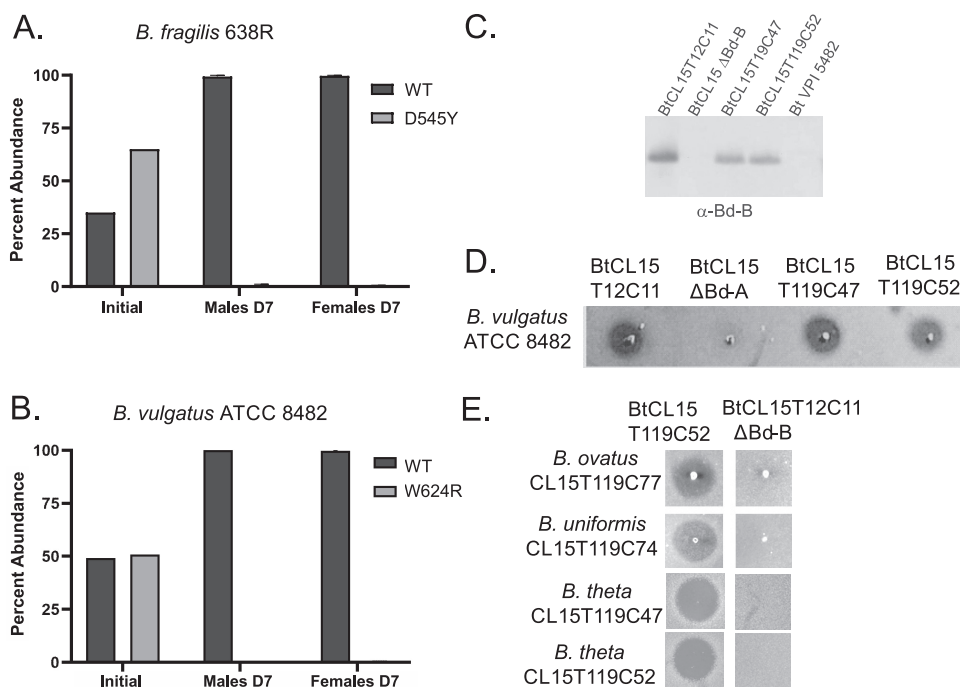 A.
B. fragilis 638R
Percent Abundance
100
75
50
25
0
Initial
Males D7
Females D7
WT
D545Y
B.
B. vulgatus ATCC 8482
Percent Abundance
100
75
50
25
0
Initial
Males D7
Females D7
WT
W624R
C.
BtCL15T12C11
BtCL15 ΔBd-B
BtCL15T19C47
BtCL15T119C52
Bt VPI 5482
α-Bd-B
D.
BtCL15
T12C11
BtCL15
ΔBd-A
BtCL15
T119C47
BtCL15
T119C52
B. vulgatus
ATCC 8482
E.
BtCL15
T119C52
BtCL15T12C11
ΔBd-B
B. ovatus
CL15T119C77
B. uniformis
CL15T119C74
B. theta
CL15T119C47
B. theta
CL15T119C52